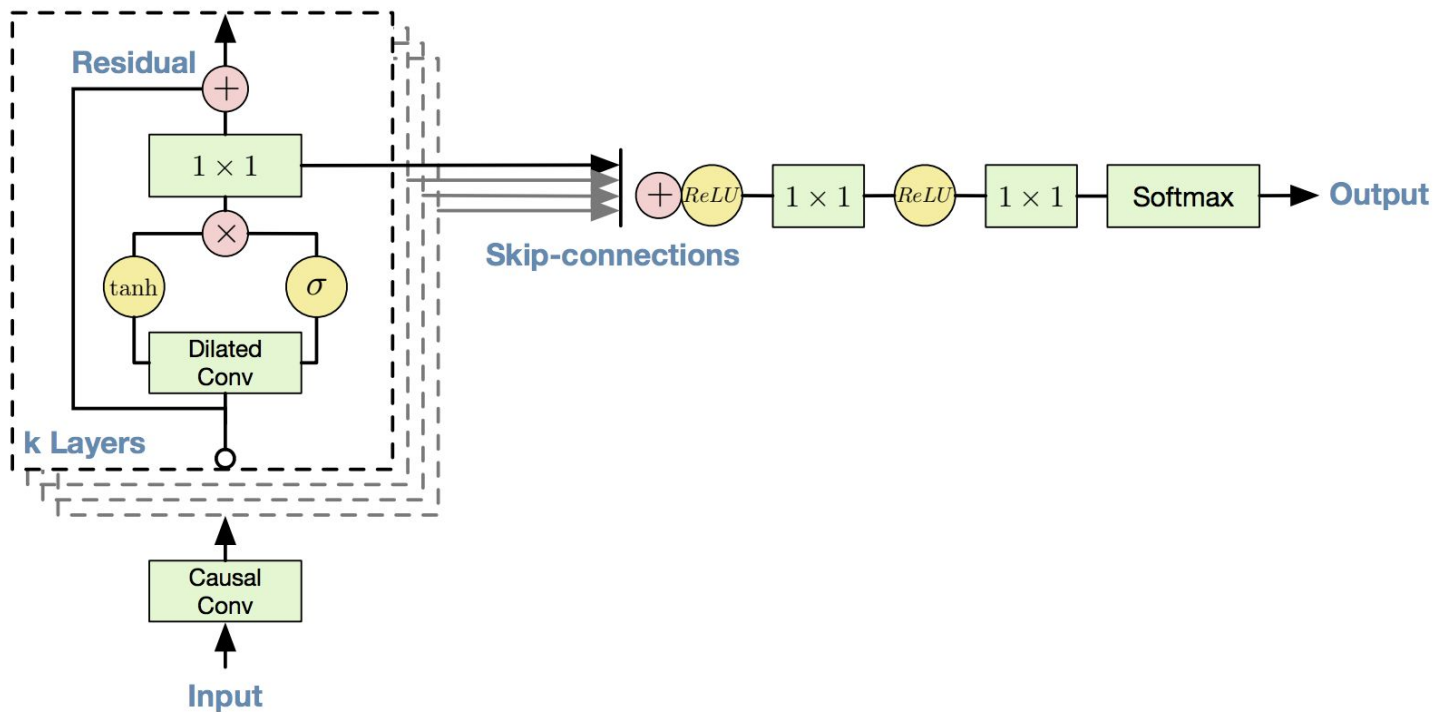 Residual
+
1 × 1
×
tanh
σ
Dilated
Conv
k Layers
Causal
Conv
Input
Skip-connections
+
ReLU
1 × 1
ReLU
1 × 1
Softmax
Output